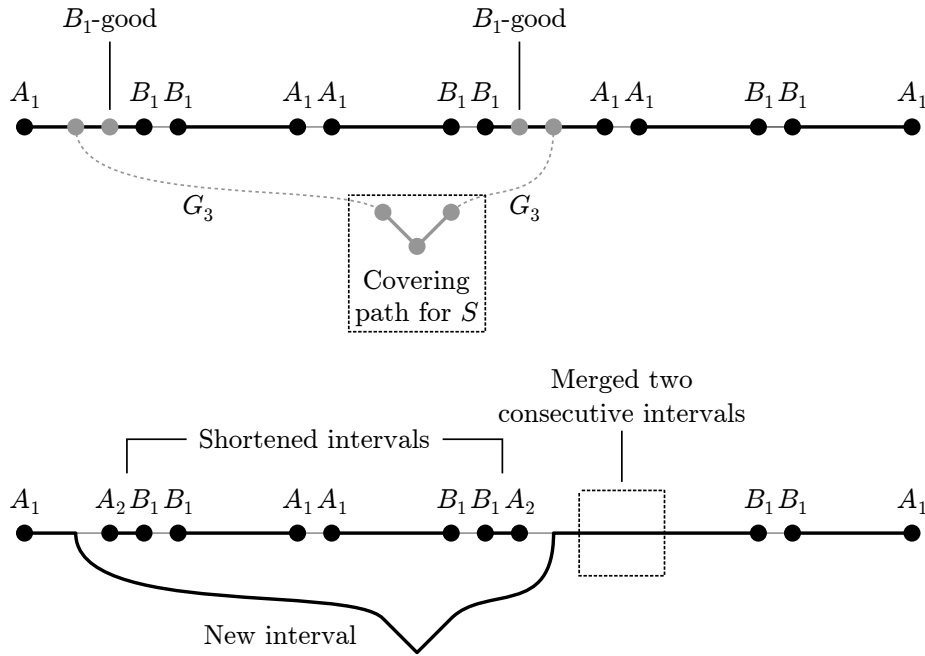 B₁-good B₁-good
A₁ B₁ B₁ A₁ A₁ B₁ B₁ A₁ A₁ B₁ B₁ A₁
G₃ G₃
Covering
path for S
Merged two
consecutive intervals
Shortened intervals
A₁ A₂ B₁ B₁ A₁ A₁ B₁ B₁ A₂ B₁ B₁ A₁
New interval